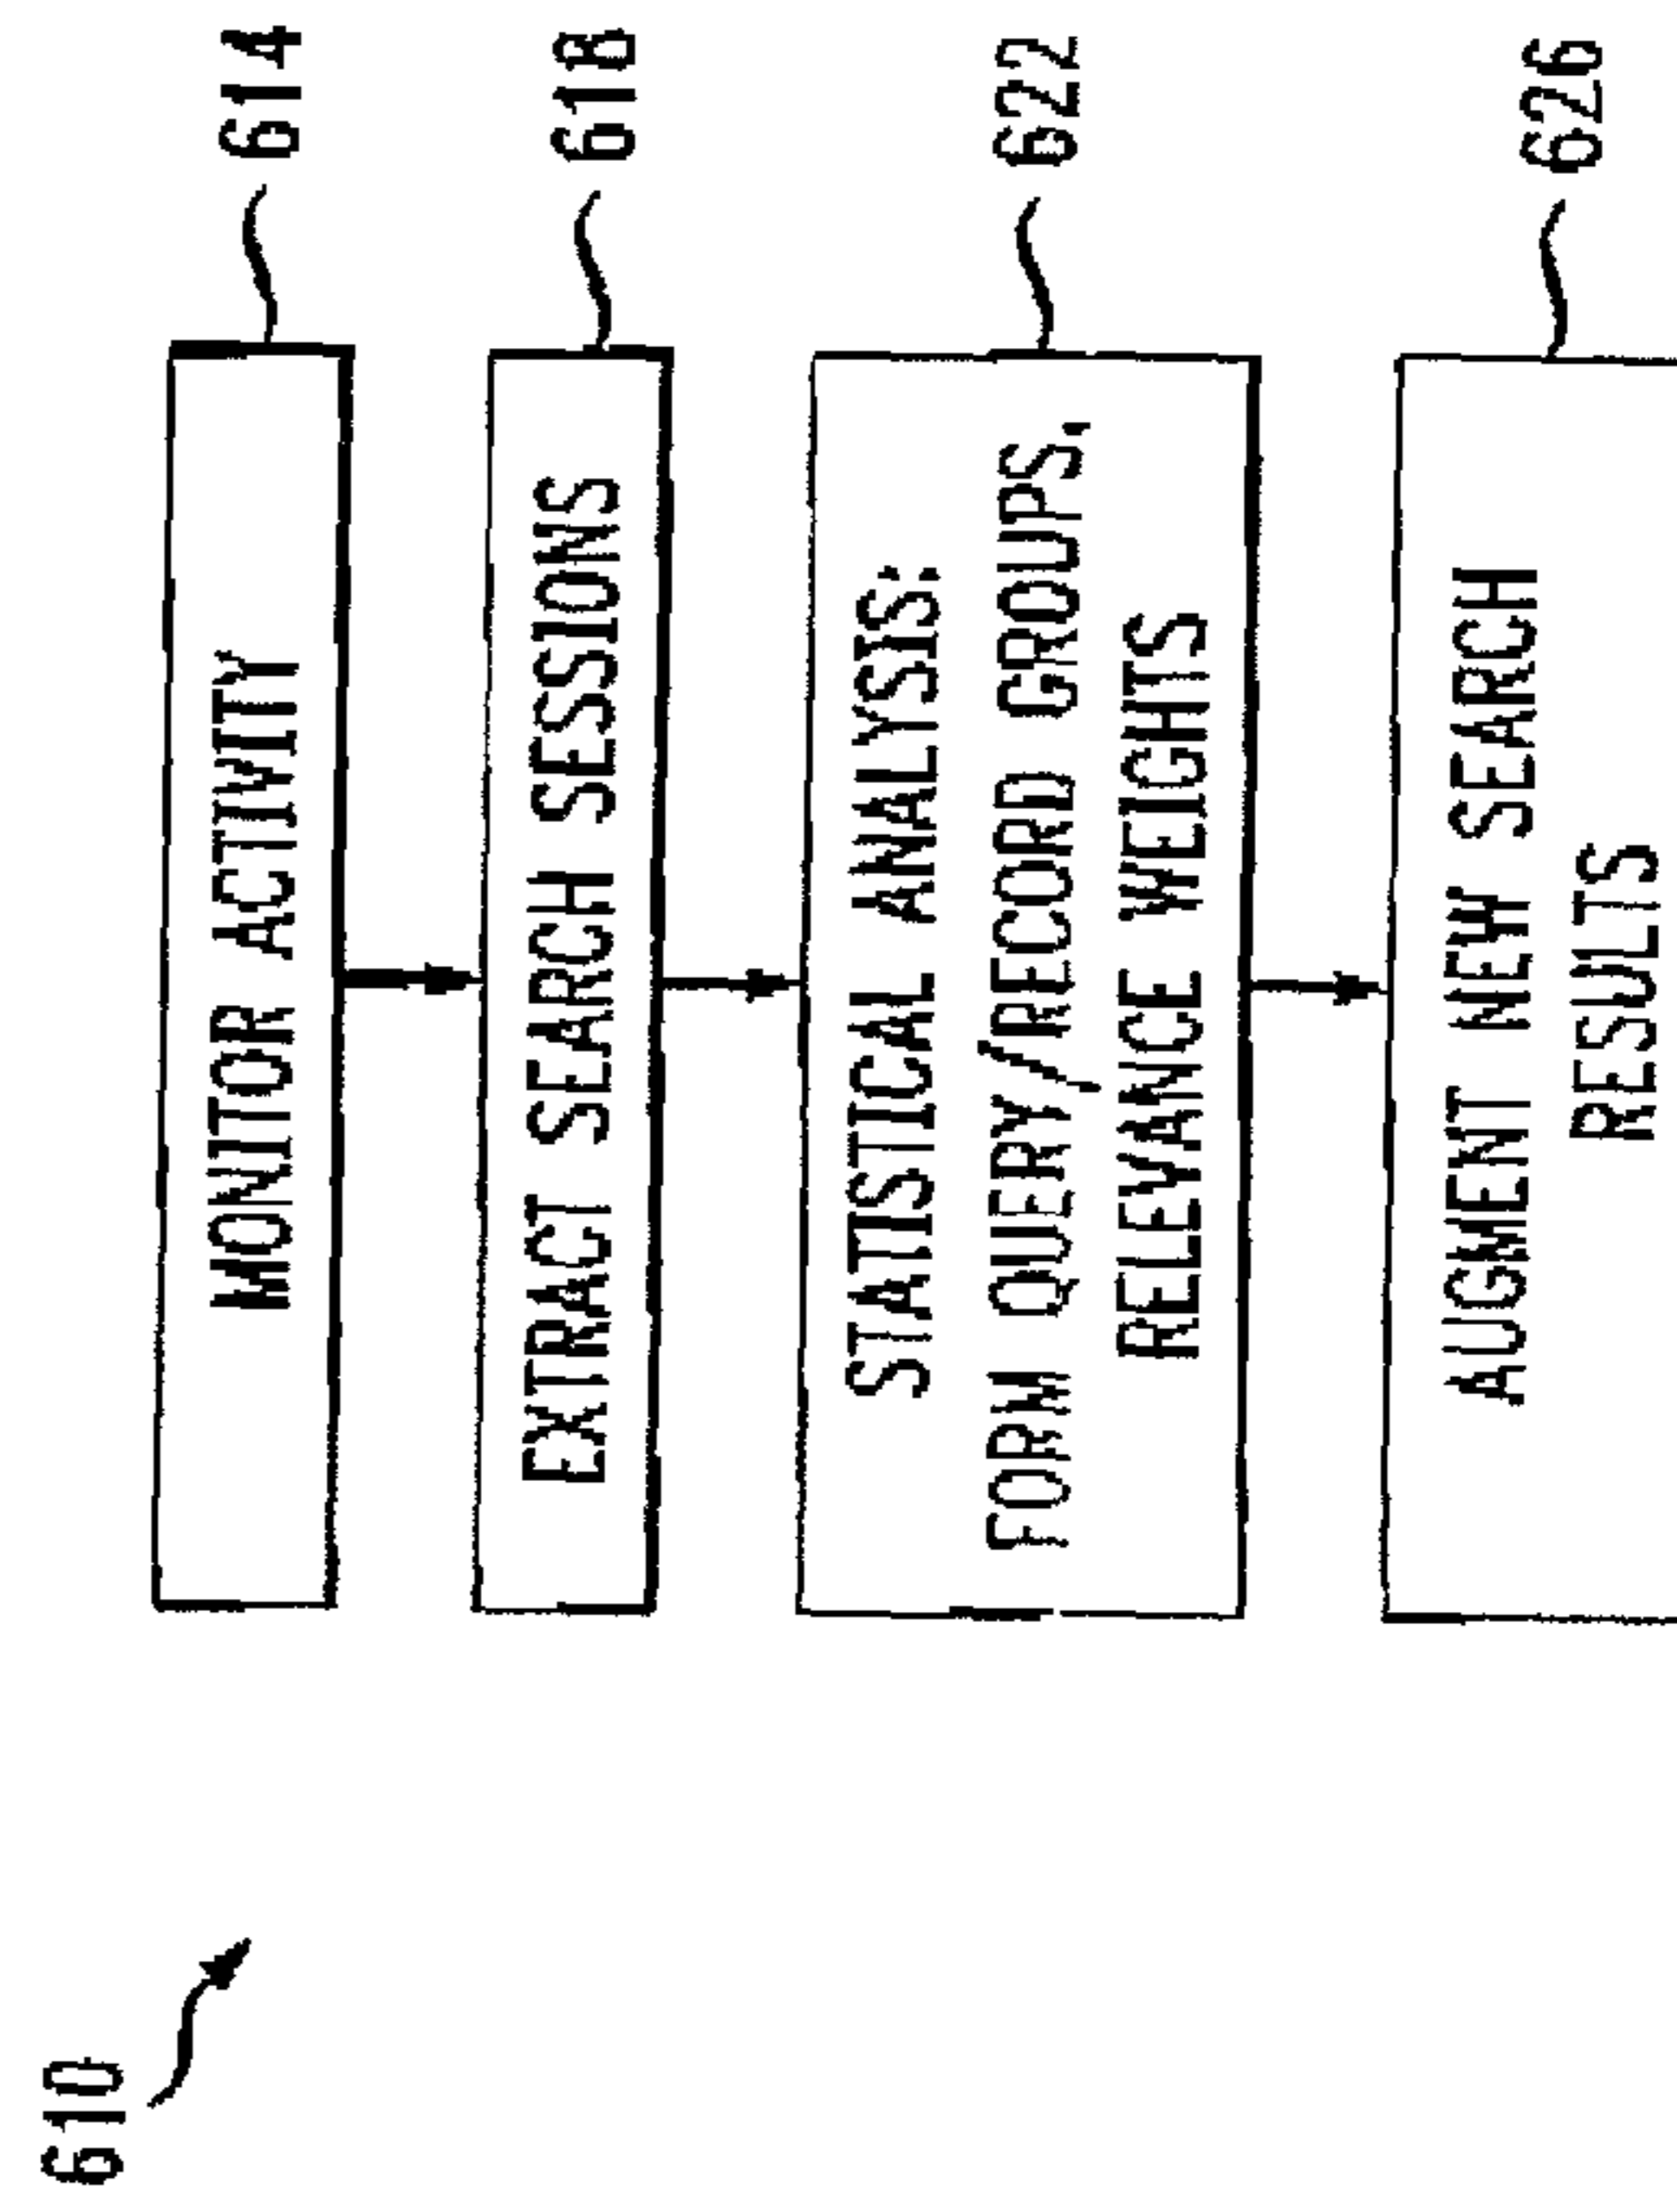 610
MONITOR ACTIVITY
614
EXTRACT SEARCH SESSIONS
618
STATISTICAL ANALYSIS:
FORM QUERY/RECORD GROUPS,
RELEVANCE WEIGHTS
622
AUGMENT NEW SEARCH
RESULTS
626